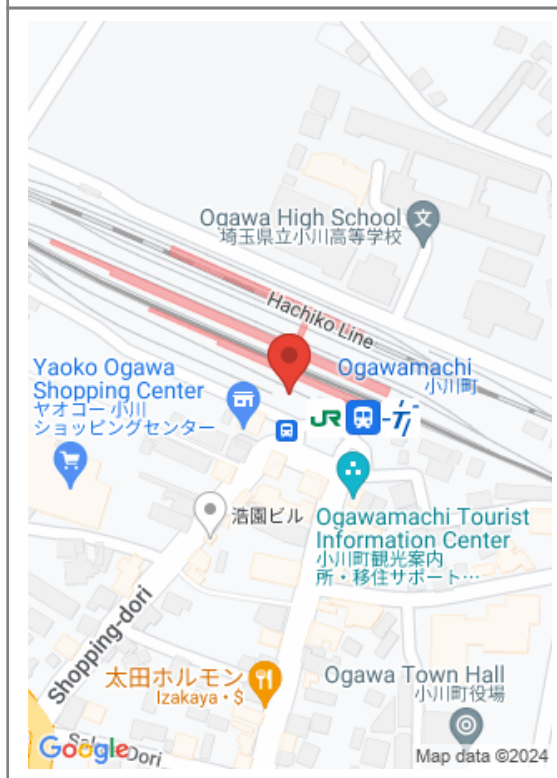 Ogawa High School
埼玉県立小川高等学校
Hachiko Line
Yaoko Ogawa
Shopping Center
ヤオコー 小川
ショッピングセンター
Ogawamachi
小川町
JR
浩園ビル
Ogawamachi Tourist
Information Center
小川町観光案内
所・移住サポート…
Shopping-dori
太田ホルモン
Izakaya・$
Ogawa Town Hall
小川町役場
Dori
Google
Map data ©2024
文